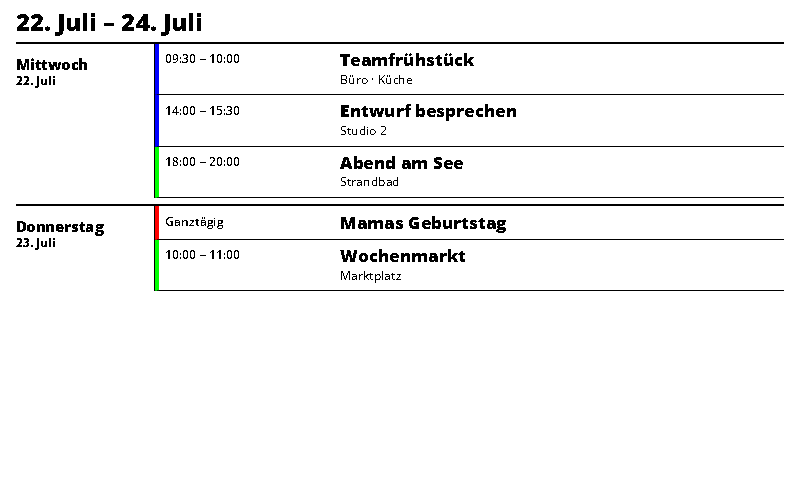 22. Juli – 24. Juli
Mittwoch
22. Juli
09:30 – 10:00
Teamfrühstück
Büro · Küche
14:00 – 15:30
Entwurf besprechen
Studio 2
18:00 – 20:00
Abend am See
Strandbad
Donnerstag
23. Juli
Ganztägig
Mamas Geburtstag
10:00 – 11:00
Wochenmarkt
Marktplatz